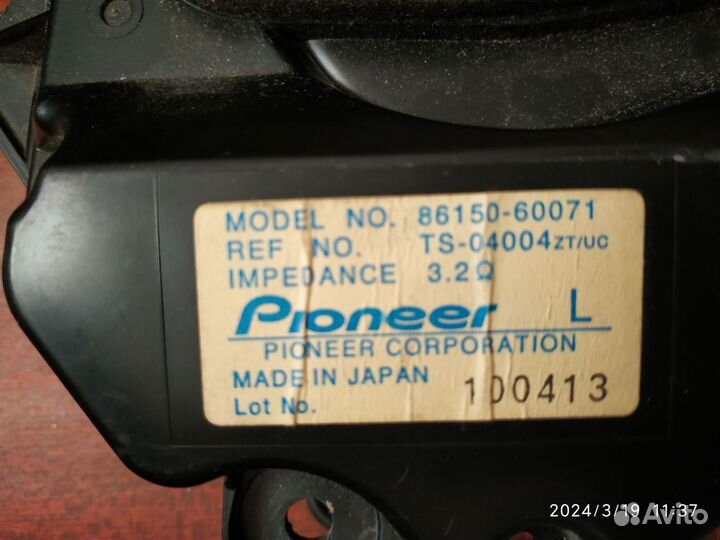 MODEL NO. 86150-60071
REF NO. TS-04004ZT/UC
IMPEDANCE 3.2Ω
Pioneer L
PIONEER CORPORATION
MADE IN JAPAN
Lot No. 100413
2024/3/19 11:37
Avito